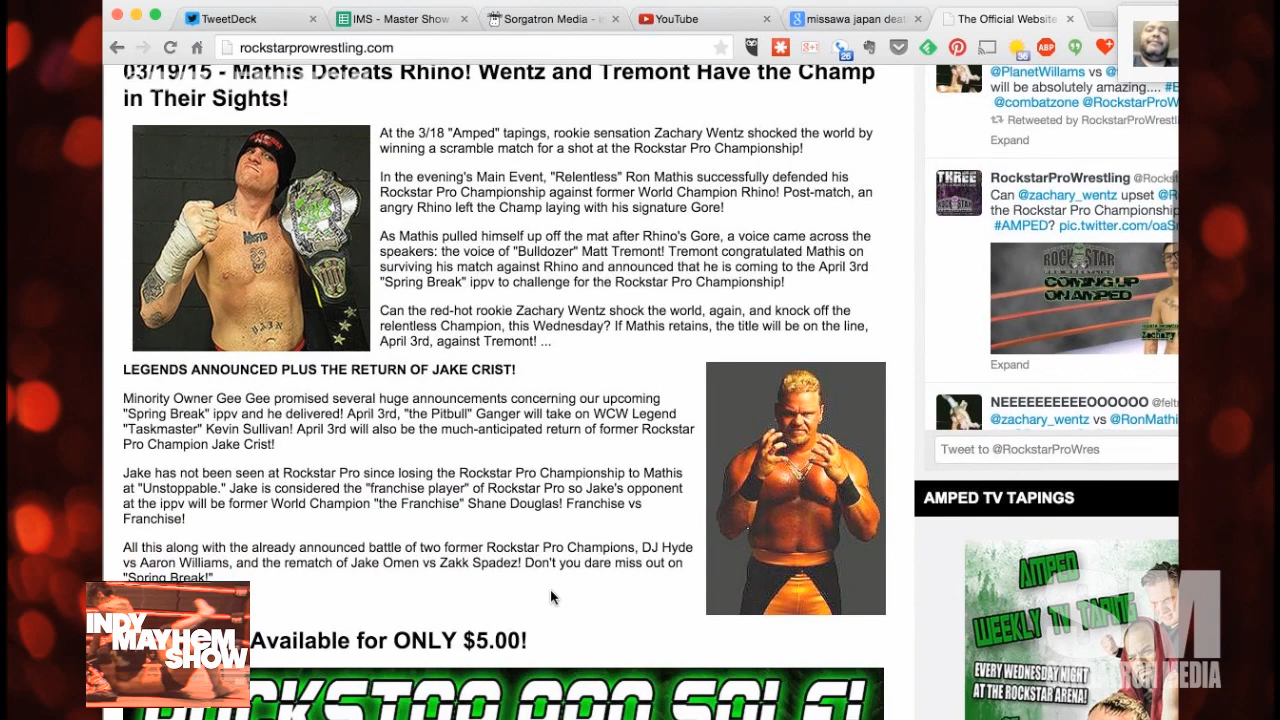 TweetDeck
IMS - Master Show
Sorgatron Media -
YouTube
missawa japan deat
The Official Website
rockstarprowrestling.com
26
36
ABP
03/19/15 - Mathis Defeats Rhino! Wentz and Tremont Have the Champ
in Their Sights!
At the 3/18 "Amped" tapings, rookie sensation Zachary Wentz shocked the world by
winning a scramble match for a shot at the Rockstar Pro Championship!
In the evening's Main Event, "Relentless" Ron Mathis successfully defended his
Rockstar Pro Championship against former World Champion Rhino! Post-match, an
angry Rhino left the Champ laying with his signature Gore!
As Mathis pulled himself up off the mat after Rhino's Gore, a voice came across the
speakers: the voice of "Bulldozer" Matt Tremont! Tremont congratulated Mathis on
surviving his match against Rhino and announced that he is coming to the April 3rd
"Spring Break" ippv to challenge for the Rockstar Pro Championship!
Can the red-hot rookie Zachary Wentz shock the world, again, and knock off the
relentless Champion, this Wednesday? If Mathis retains, the title will be on the line,
April 3rd, against Tremont! ...
LEGENDS ANNOUNCED PLUS THE RETURN OF JAKE CRIST!
Minority Owner Gee Gee promised several huge announcements concerning our upcoming
"Spring Break" ippv and he delivered! April 3rd, "the Pitbull" Ganger will take on WCW Legend
"Taskmaster" Kevin Sullivan! April 3rd will also be the much-anticipated return of former Rockstar
Pro Champion Jake Crist!
Jake has not been seen at Rockstar Pro since losing the Rockstar Pro Championship to Mathis
at "Unstoppable." Jake is considered the "franchise player" of Rockstar Pro so Jake's opponent
at the ippv will be former World Champion "the Franchise" Shane Douglas! Franchise vs
Franchise!
All this along with the already announced battle of two former Rockstar Pro Champions, DJ Hyde
vs Aaron Williams, and the rematch of Jake Omen vs Zakk Spadez! Don't you dare miss out on
"Spring Break!"
Available for ONLY $5.00!
INDY
MAYHEM
SHOW
@PlanetWillams vs @
will be absolutely amazing.... #B
@combatzone @RockstarProW
Retweeted by RockstarProWrestli
Expand
THREE
RockstarProWrestling @Rocks
Can @zachary_wentz upset @R
the Rockstar Pro Championship
#AMPED? pic.twitter.com/oaS
ROCKSTAR
COMING UP
ON AMPED
Expand
NEEEEEEEEEEOOOOOO @felt
@zachary_wentz vs @RonMathi
Tweet to @RockstarProWres
AMPED TV TAPINGS
AMPED
WEEKLY TV TAPING
EVERY WEDNESDAY NIGHT
AT THE ROCKSTAR ARENA!
SM
MEDIA